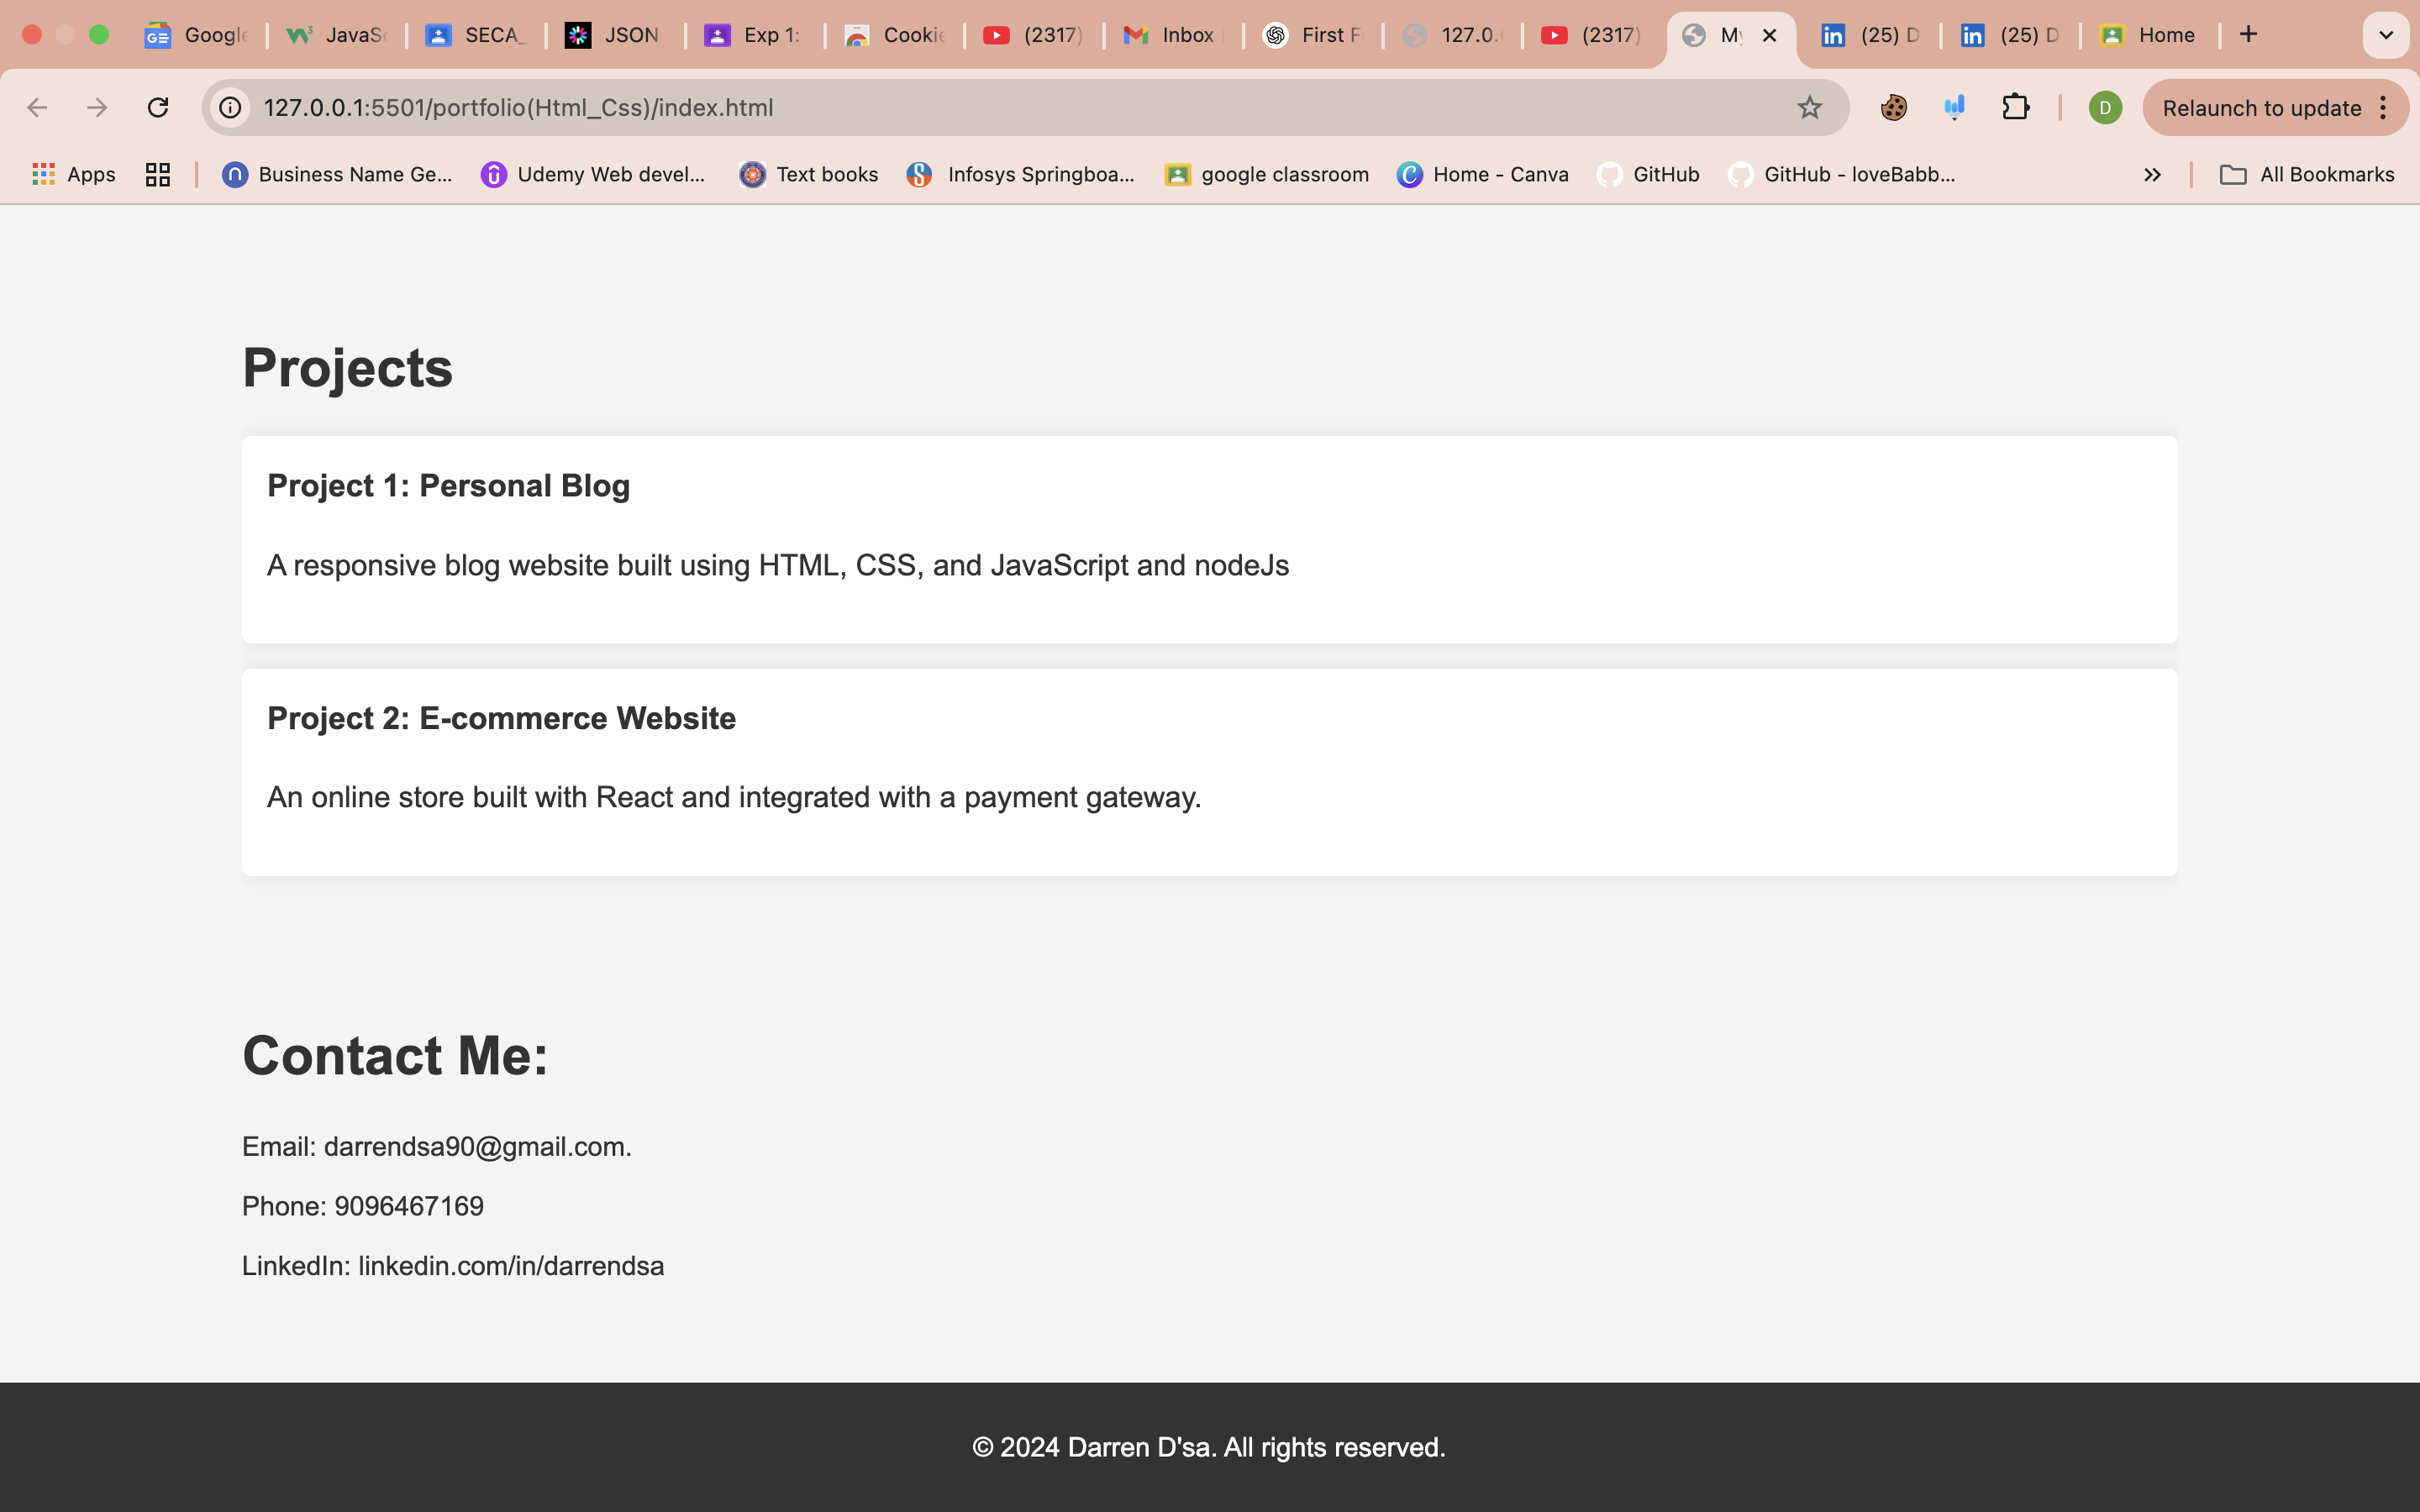 Google
JavaSc
SECA_
JSON
Exp 1:
Cookie
(2317)
Inbox
First F
127.0.
(2317)
My
(25) D
(25) D
Home
127.0.0.1:5501/portfolio(Html_Css)/index.html
D
Relaunch to update
Apps
Business Name Ge...
Udemy Web devel...
Text books
Infosys Springboa...
google classroom
Home - Canva
GitHub
GitHub - loveBabb...
All Bookmarks
Projects
Project 1: Personal Blog
A responsive blog website built using HTML, CSS, and JavaScript and nodeJs
Project 2: E-commerce Website
An online store built with React and integrated with a payment gateway.
Contact Me:
Email: darrendsa90@gmail.com.
Phone: 9096467169
LinkedIn: linkedin.com/in/darrendsa
© 2024 Darren D'sa. All rights reserved.